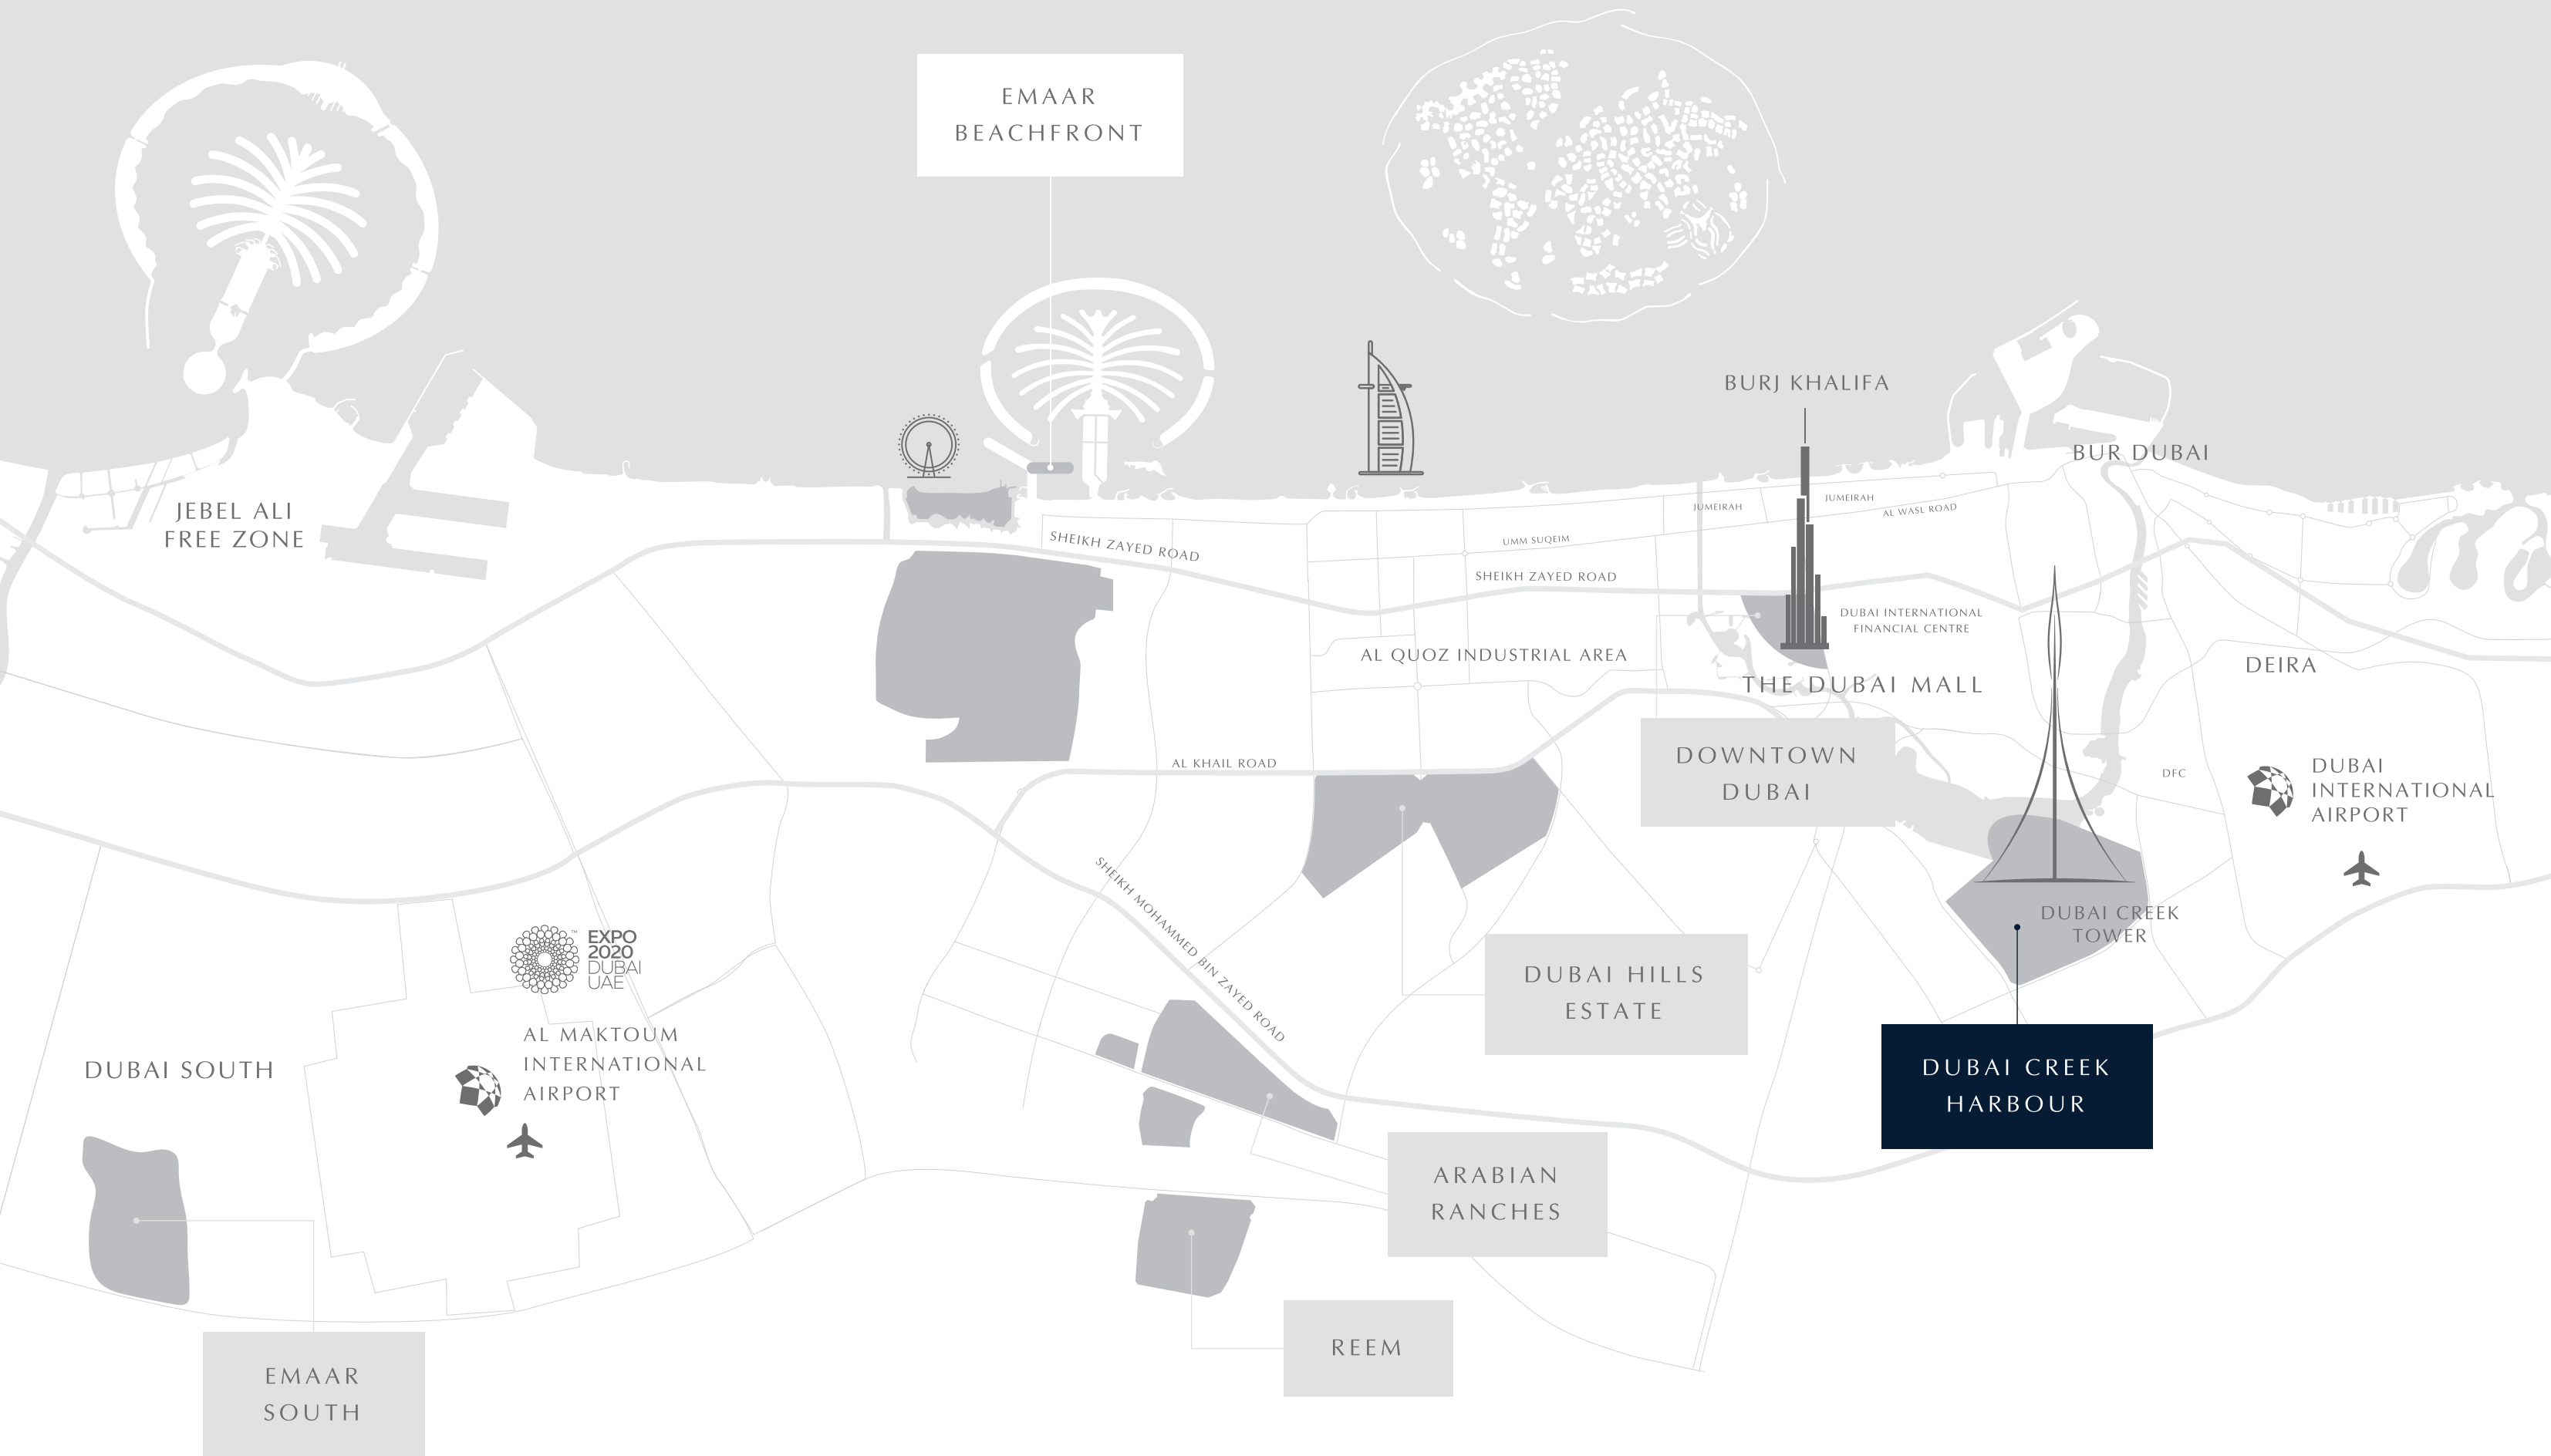 EMAAR
BEACHFRONT
BURJ KHALIFA
BUR DUBAI
JEBEL ALI
FREE ZONE
JUMEIRAH
JUMEIRAH
AL WASL ROAD
SHEIKH ZAYED ROAD
UMM SUQEIM
SHEIKH ZAYED ROAD
DUBAI INTERNATIONAL
FINANCIAL CENTRE
AL QUOZ INDUSTRIAL AREA
THE DUBAI MALL
DEIRA
DOWNTOWN
DUBAI
AL KHAIL ROAD
DFC
DUBAI
INTERNATIONAL
AIRPORT
SHEIKH MOHAMMED BIN ZAYED ROAD
DUBAI CREEK
TOWER
EXPO
2020
DUBAI
UAE
™
DUBAI HILLS
ESTATE
AL MAKTOUM
INTERNATIONAL
AIRPORT
DUBAI SOUTH
DUBAI CREEK
HARBOUR
ARABIAN
RANCHES
REEM
EMAAR
SOUTH